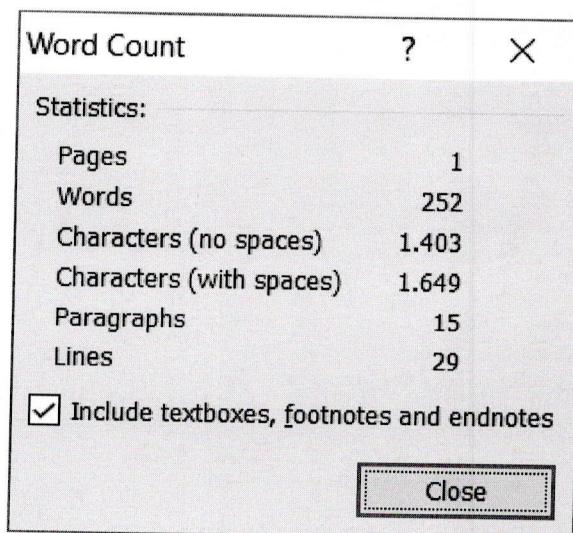 Word Count ? ×
Statistics:
Pages 1
Words 252
Characters (no spaces) 1.403
Characters (with spaces) 1.649
Paragraphs 15
Lines 29
Include textboxes, footnotes and endnotes
Close